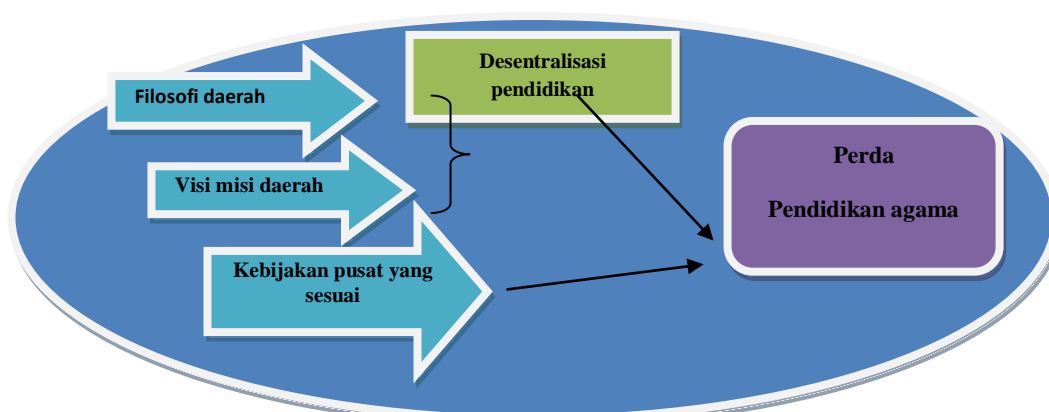 Filosofi daerah
Desentralisasi
pendidikan
Visi misi daerah
Perda
Pendidikan agama
Kebijakan pusat yang
sesuai